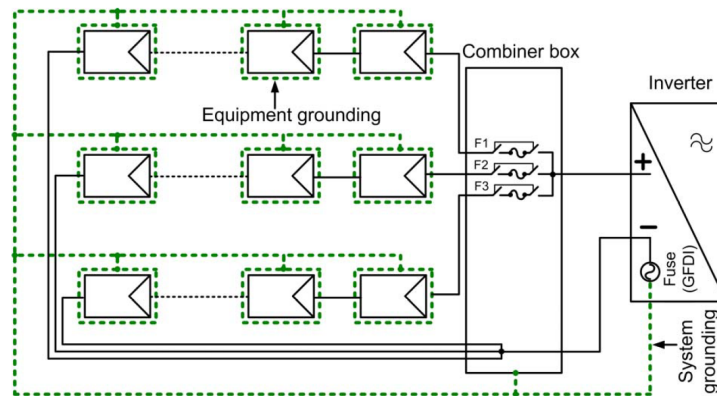 Combiner box
Inverter
Equipment grounding
F1
F2
F3
+
−
Fuse
(GFDI)
System
grounding